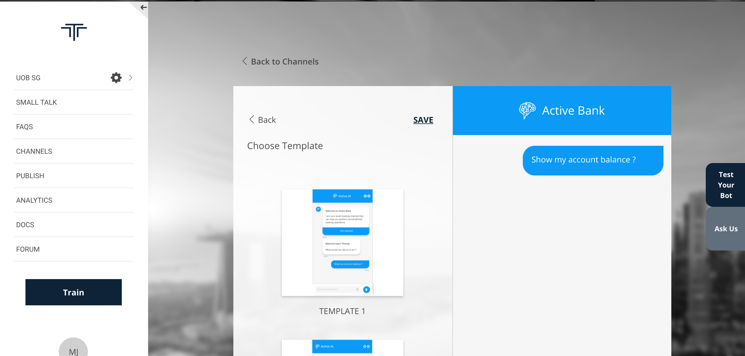 UOB SG
SMALL TALK
FAQS
CHANNELS
PUBLISH
ANALYTICS
DOCS
FORUM
Train
MJ
Back to Channels
Back
SAVE
Choose Template
TEMPLATE 1
Active Bank
Show my account balance ?
Test
Your
Bot
Ask Us